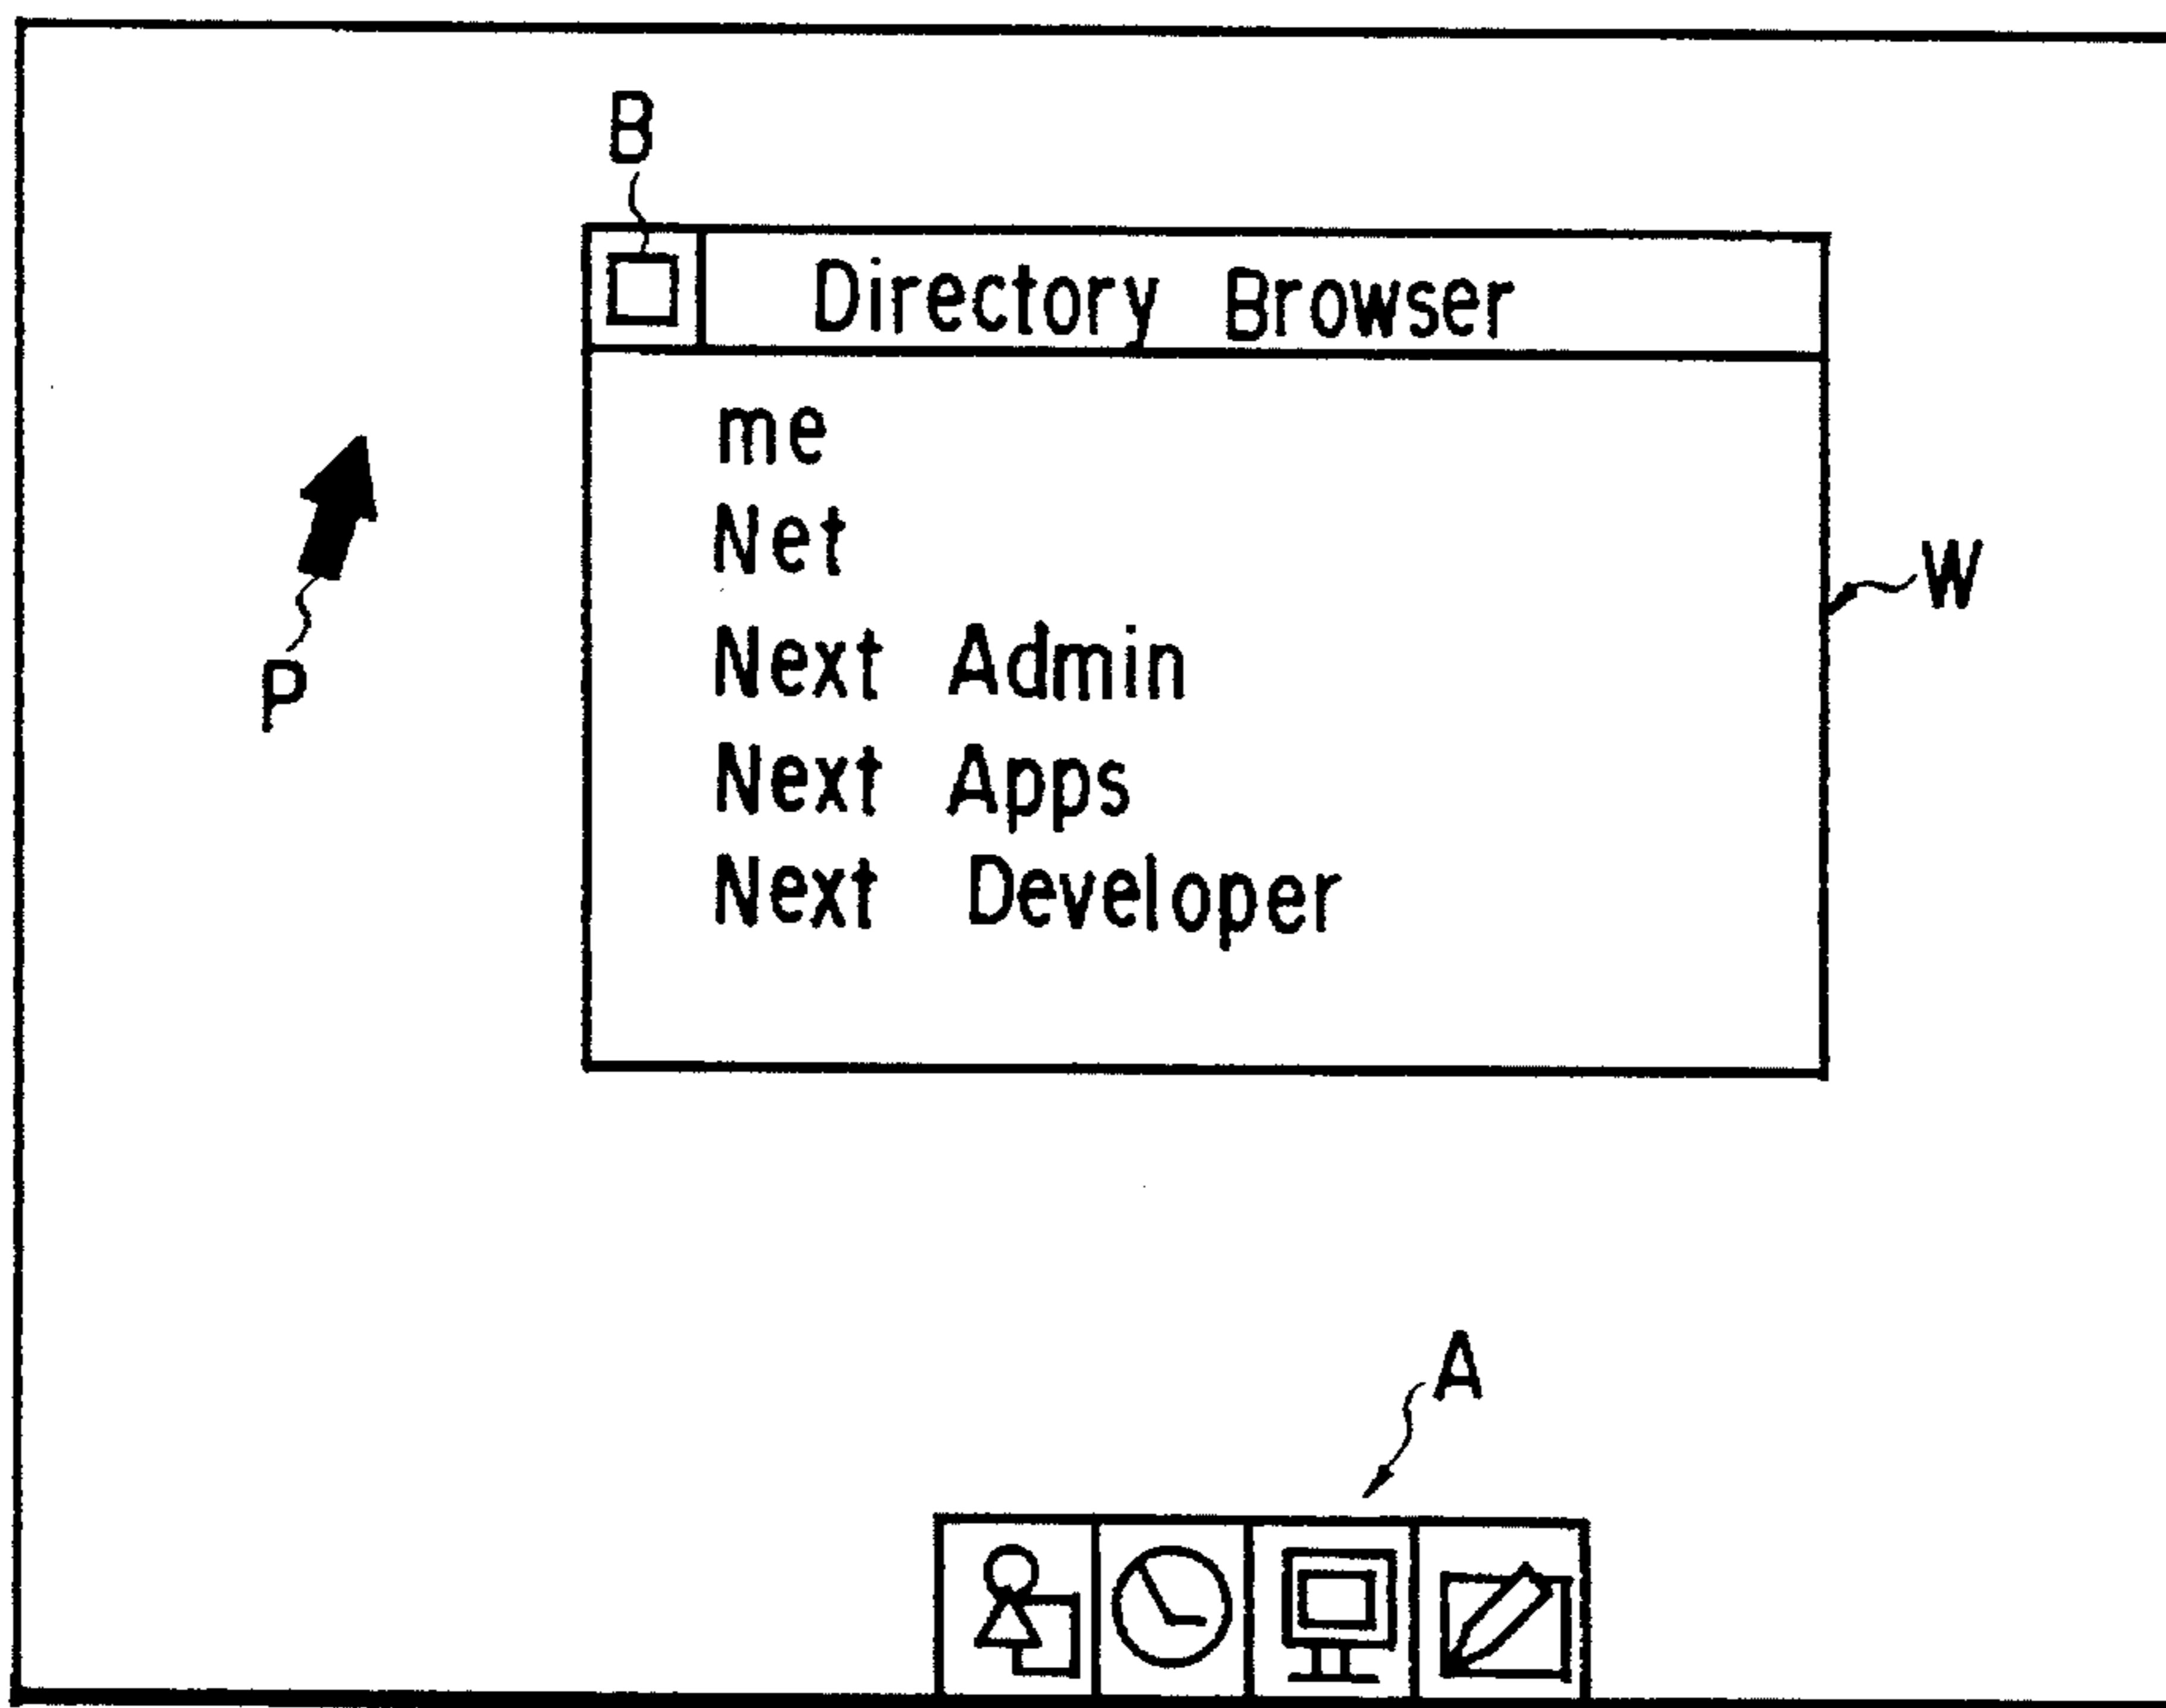 B
Directory Browser
me
Net
W
Next Admin
P
Next Apps
Next Developer
A